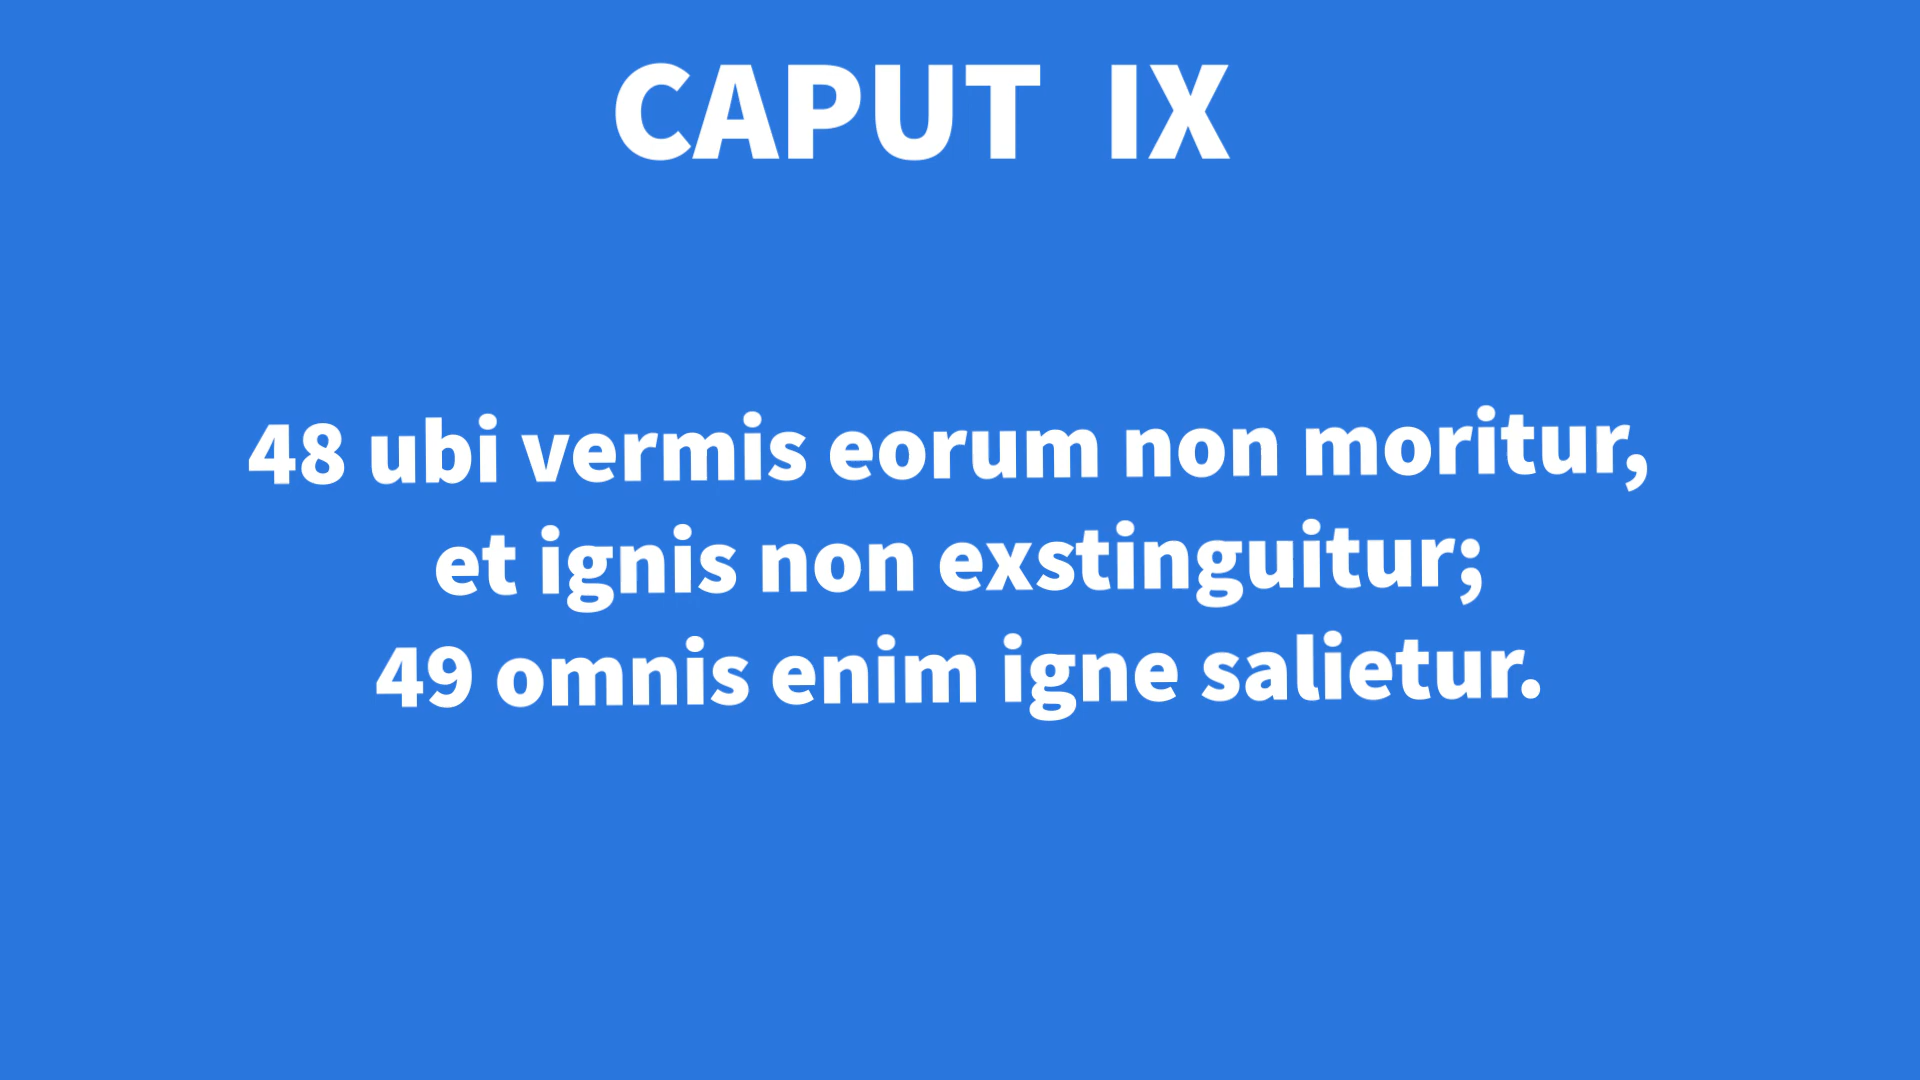 CAPUT IX
48 ubi vermis eorum non moritur,
et ignis non exstinguitur;
49 omnis enim igne salietur.